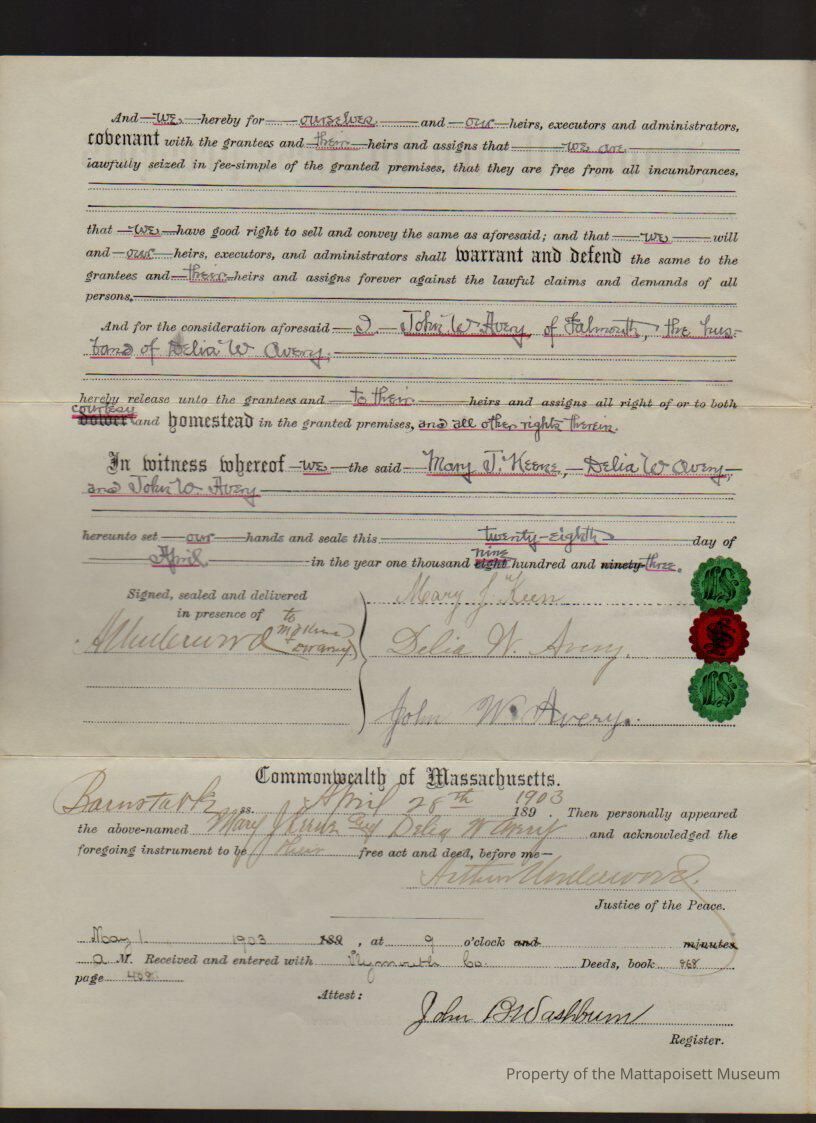 And we hereby for ourselves and our heirs, executors and administrators,
covenant with the grantees and their heirs and assigns that we are
lawfully seized in fee-simple of the granted premises, that they are free from all incumbrances,
that we have good right to sell and convey the same as aforesaid; and that we will
and our heirs, executors, and administrators shall warrant and defend the same to the
grantees and their heirs and assigns forever against the lawful claims and demands of all
persons.
And for the consideration aforesaid I John W Avery, of Falmouth, the hus-
band of Delia W Avery,
hereby release unto the grantees and to their heirs and assigns all right of or to both
courtesy
dower and homestead in the granted premises, and all other rights therein.
In witness whereof we the said Mary J. Keene, Delia W Avery,
and John W. Avery
hereunto set our hands and seals this twenty-eighth day of
nine
April in the year one thousand eight hundred and ninety three.
Signed, sealed and delivered
in presence of to
Mary J. Keen
LS
A Underwood
Delia W. Avery.
LS
John W. Avery.
LS
Commonwealth of Massachusetts.
Barnstable ss. April 28th 1903 189 . Then personally appeared
the above-named Mary J Keen and Delia W Avery and acknowledged the
foregoing instrument to be their free act and deed, before me—
Arthur Underwood.
Justice of the Peace.
May 1 1903 189 , at 9 o'clock and minutes
A M. Received and entered with Plymouth Co. Deeds, book 868
page
Attest:
John B Washburn
Register.
Property of the Mattapoisett Museum